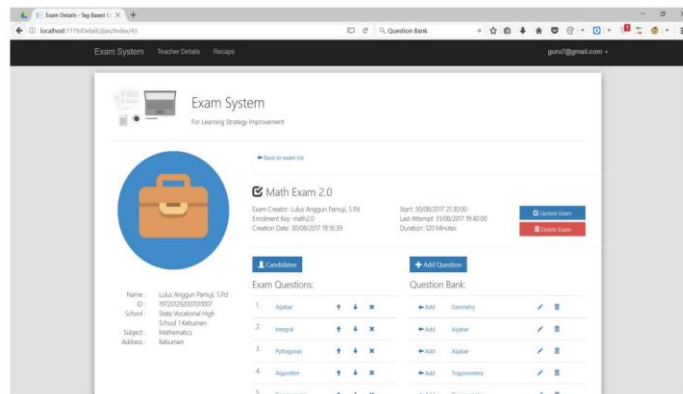 Exam Details - Tag Based Ex
localhost:7779/DetailUjian/Index/43
Question Bank
Exam System Teacher Details Recaps
guru7@gmail.com
Exam System
For Learning Strategy Improvement
Back to exam list
Math Exam 2.0
Exam Creator: Lulus Anggun Pamuji, S.Pd
Enrolment Key: math2.0
Creation Date: 30/08/2017 19:16:39
Start: 30/08/2017 21:30:00
Last Attempt: 31/08/2017 19:40:00
Duration: 120 Minutes
Update Exam
Delete Exam
Candidates
Exam Questions:
1. Aljabar
2. Integral
3. Pythagoras
4. Algorithm
5.
Add Question
Question Bank:
Add Geometry
Add Aljabar
Add Aljabar
Add Trigonometry
Name : Lulus Anggun Pamuji, S.Pd
ID : 197201292007011007
School : State Vocational High
School 1 Kebumen
Subject : Mathematics
Address : Kebumen